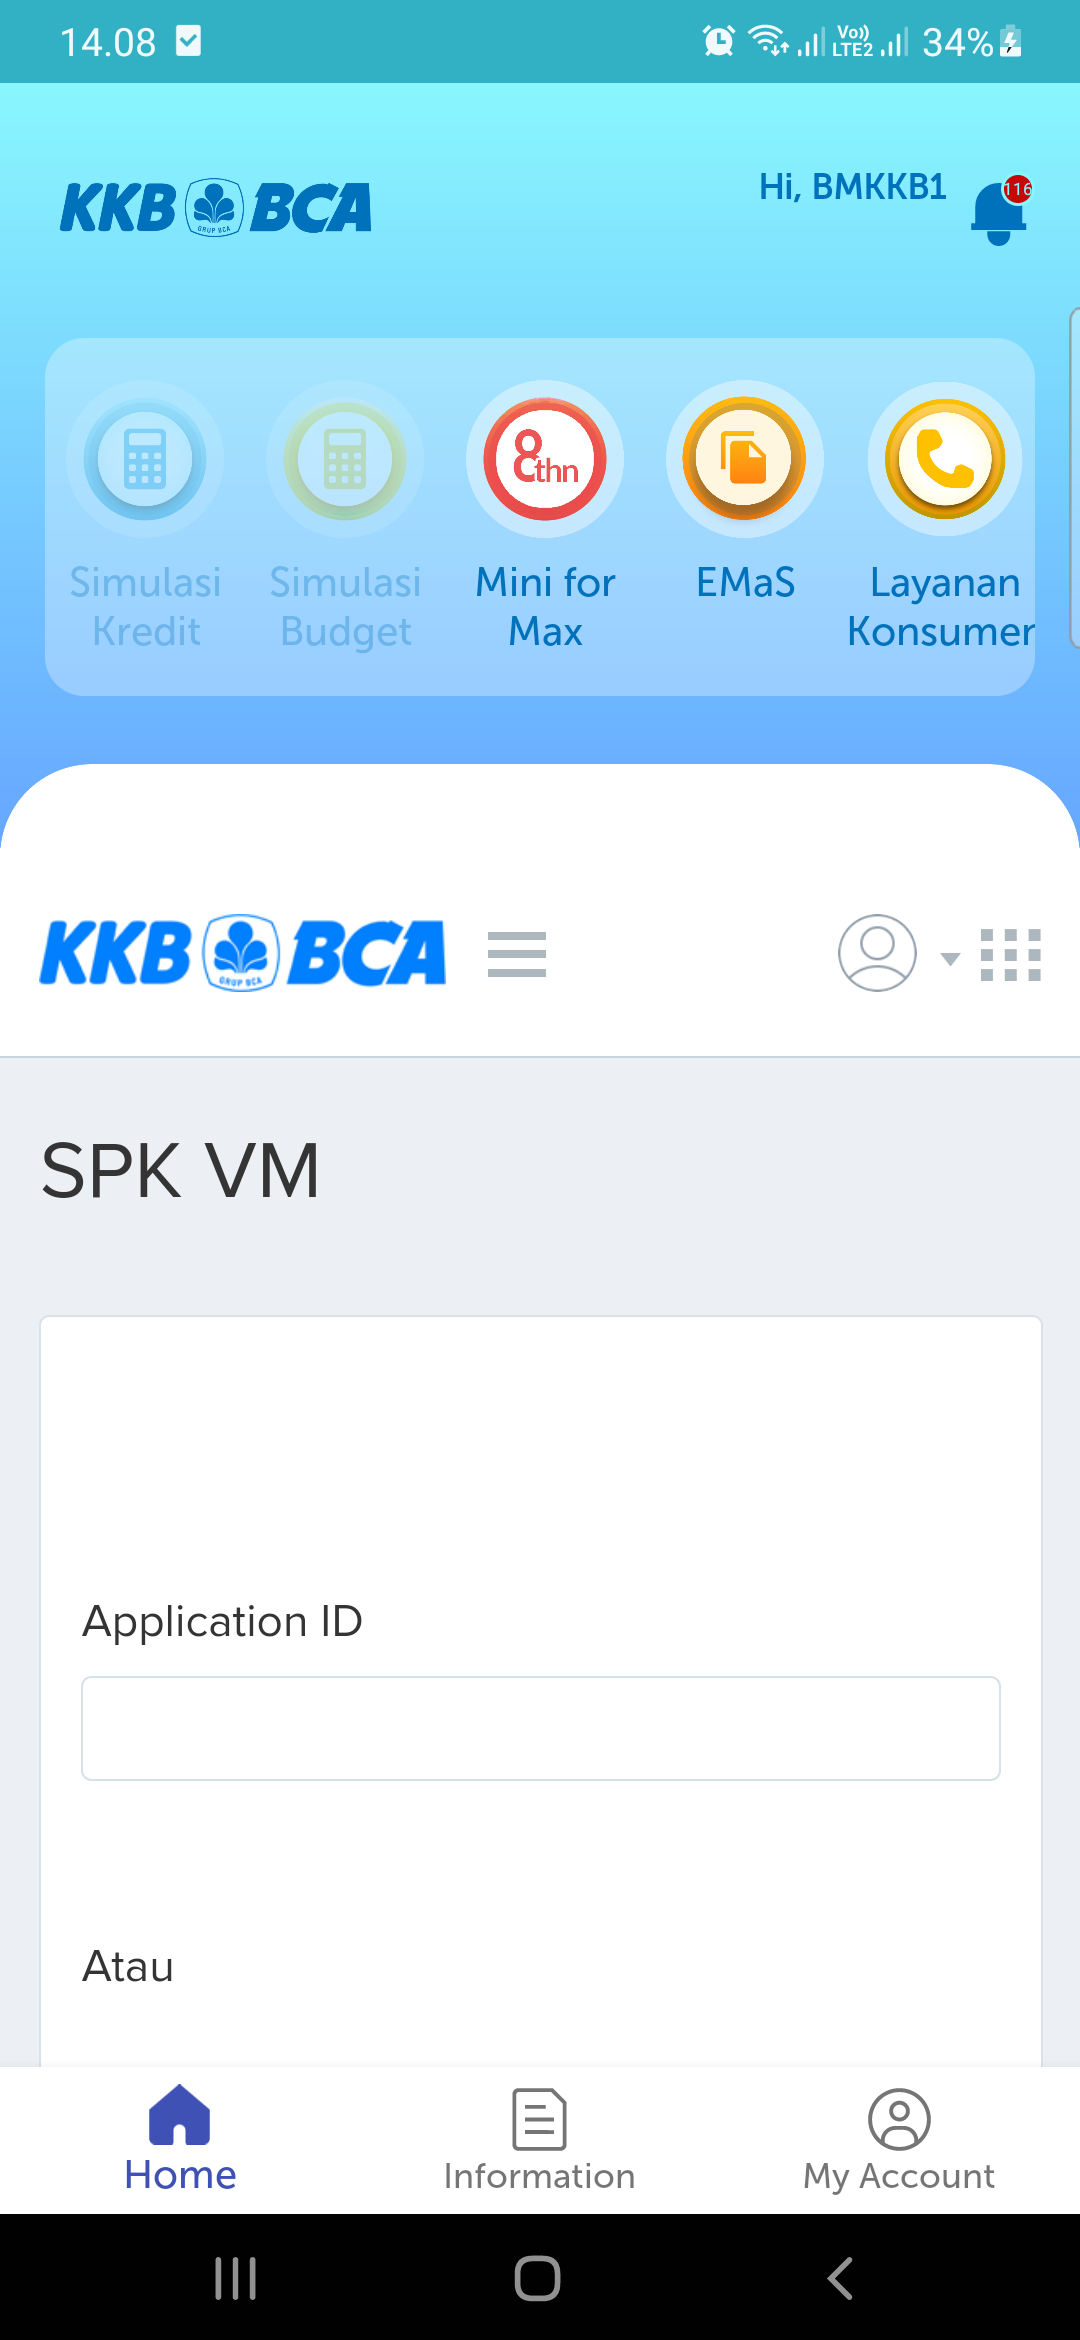 14.08
Vo))
LTE2
34%
KKB BCA
GRUP BCA
Hi, BMKKB1
116
8thn
Simulasi Kredit
Simulasi Budget
Mini for Max
EMaS
Layanan Konsumen
KKB BCA
GRUP BCA
SPK VM
Application ID
Atau
Home
Information
My Account